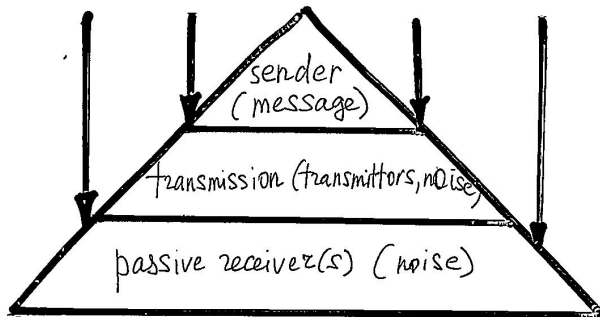 sender
(message)
transmission (transmittors, noise)
passive receiver(s) (noise)